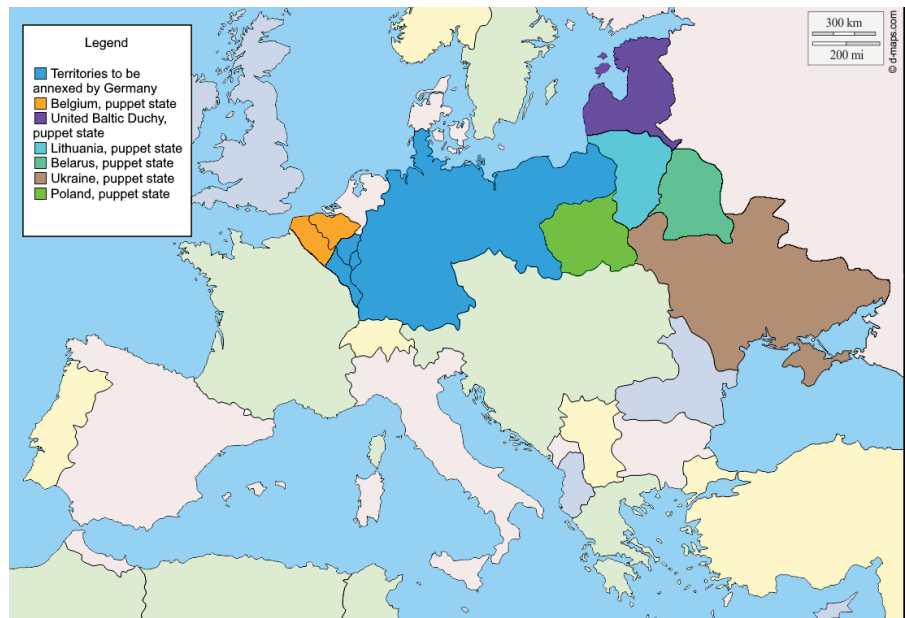 Legend
Territories to be
annexed by Germany
Belgium, puppet state
United Baltic Duchy,
puppet state
Lithuania, puppet state
Belarus, puppet state
Ukraine, puppet state
Poland, puppet state
300 km
200 mi
© d-maps.com